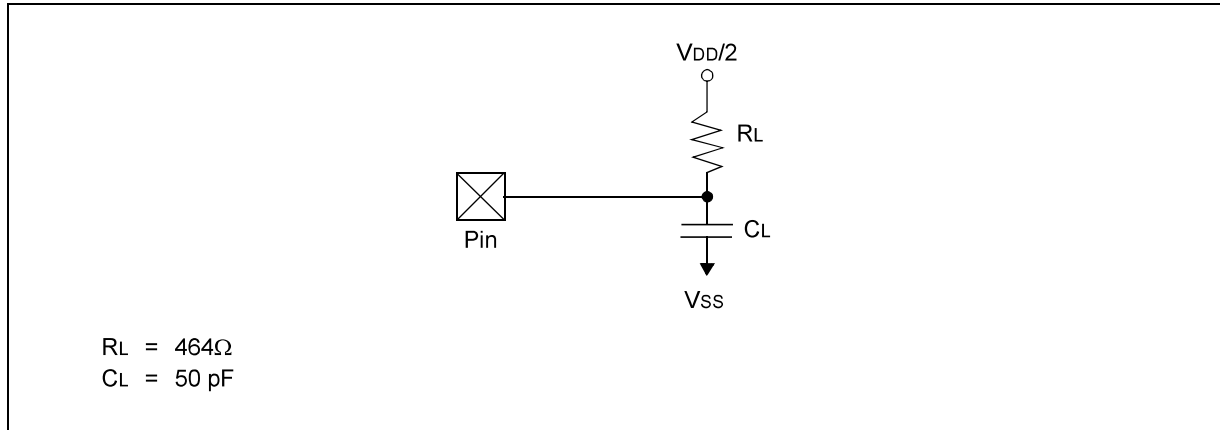 VDD/2
RL
Pin
CL
VSS
RL = 464Ω
CL = 50 pF